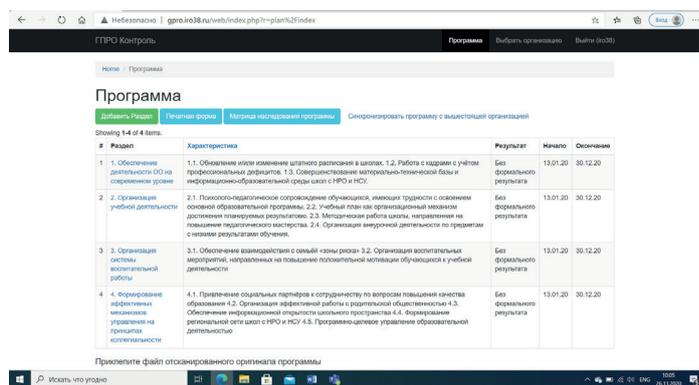 Небезопасно | gpro.iro38.ru/web/index.php?r=plan%2Findex
Вход
ГПРО Контроль Программа Выбрать организацию Выйти (iro38)
Home / Программа
Программа
Добавить Раздел Печатная форма Матрица наследования программы Синхронизировать программу с вышестоящей организацией
Showing 1-4 of 4 items.
# Раздел Характеристика Результат Начало Окончание
1 1. Обеспечение 1.1. Обновление и/или изменение штатного расписания в школах. 1.2. Работа с кадрами с учётом Без 13.01.20 30.12.20
деятельности ОО на профессиональных дефицитов. 1.3. Совершенствование материально-технической базы и формального
современном уровне информационно-образовательной среды школ с НРО и НСУ. результата
2 2. Организация 2.1. Психолого-педагогическое сопровождение обучающихся, имеющих трудности с освоением Без 13.01.20 30.12.20
учебной деятельности основной образовательной программы. 2.2. Учебный план как организационный механизм формального
достижения планируемых результатов. 2.3. Методическая работа школы, направленная на результата
повышение педагогического мастерства. 2.4. Организация внеурочной деятельности по предметам
с низкими результатами обучения.
3 3. Организация 3.1. Обеспечение взаимодействия с семьёй «зоны риска» 3.2. Организация воспитательных Без 13.01.20 30.12.20
системы мероприятий, направленных на повышение положительной мотивации обучающихся к учебной формального
воспитательной деятельности результата
работы
4 4. Формирование 4.1. Привлечение социальных партнёров к сотрудничеству по вопросам повышения качества Без 13.01.20 30.12.20
эффективных образования 4.2. Организация эффективной работы с родительской общественностью 4.3. формального
механизмов Обеспечение информационной открытости школьного пространства 4.4. Формирование результата
управления на региональной сети школ с НРО и НСУ 4.5. Программно-целевое управление образовательной
принципах деятельностью
коллегиальности
Приклепите файл отсканированного оригинала программы
Искать что угодно
ENG 10:05
26.11.2020